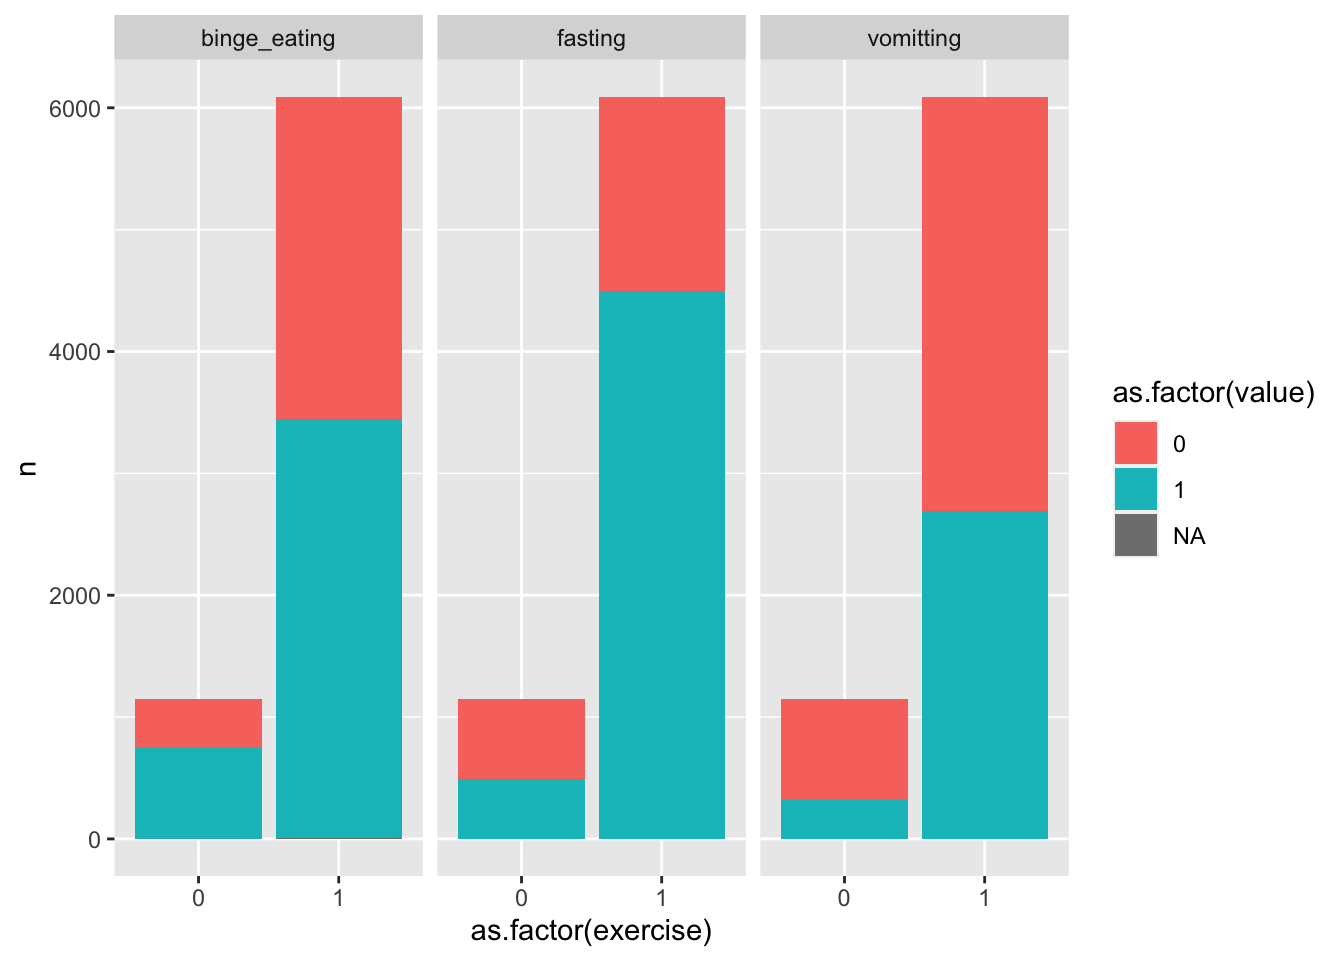 binge_eating fasting vomitting
6000
4000
2000
0
n
0 1 0 1 0 1
as.factor(exercise)
as.factor(value)
0
1
NA